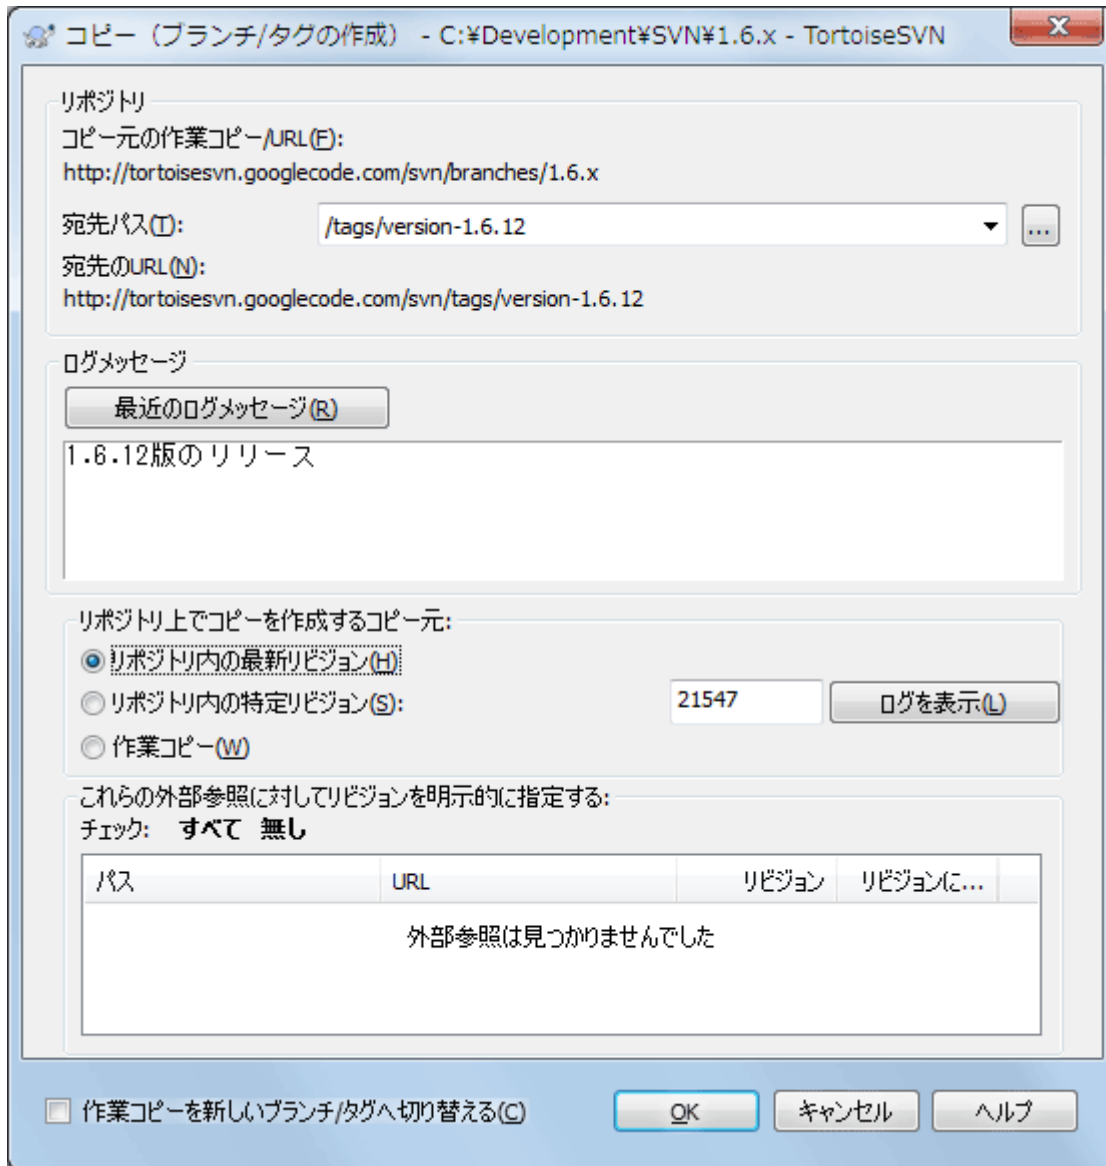 コピー（ブランチ/タグの作成） - C:¥Development¥SVN¥1.6.x - TortoiseSVN
リポジトリ
コピー元の作業コピー/URL(F):
http://tortoisesvn.googlecode.com/svn/branches/1.6.x
宛先パス(T): /tags/version-1.6.12 ...
宛先のURL(N):
http://tortoisesvn.googlecode.com/svn/tags/version-1.6.12
ログメッセージ
最近のログメッセージ(R)
1.6.12版のリリース
リポジトリ上でコピーを作成するコピー元:
リポジトリ内の最新リビジョン(H)
リポジトリ内の特定リビジョン(S): 21547 ログを表示(L)
作業コピー(W)
これらの外部参照に対してリビジョンを明示的に指定する:
チェック: すべて 無し
パス URL リビジョン リビジョンに...
外部参照は見つかりませんでした
作業コピーを新しいブランチ/タグへ切り替える(C) OK キャンセル ヘルプ